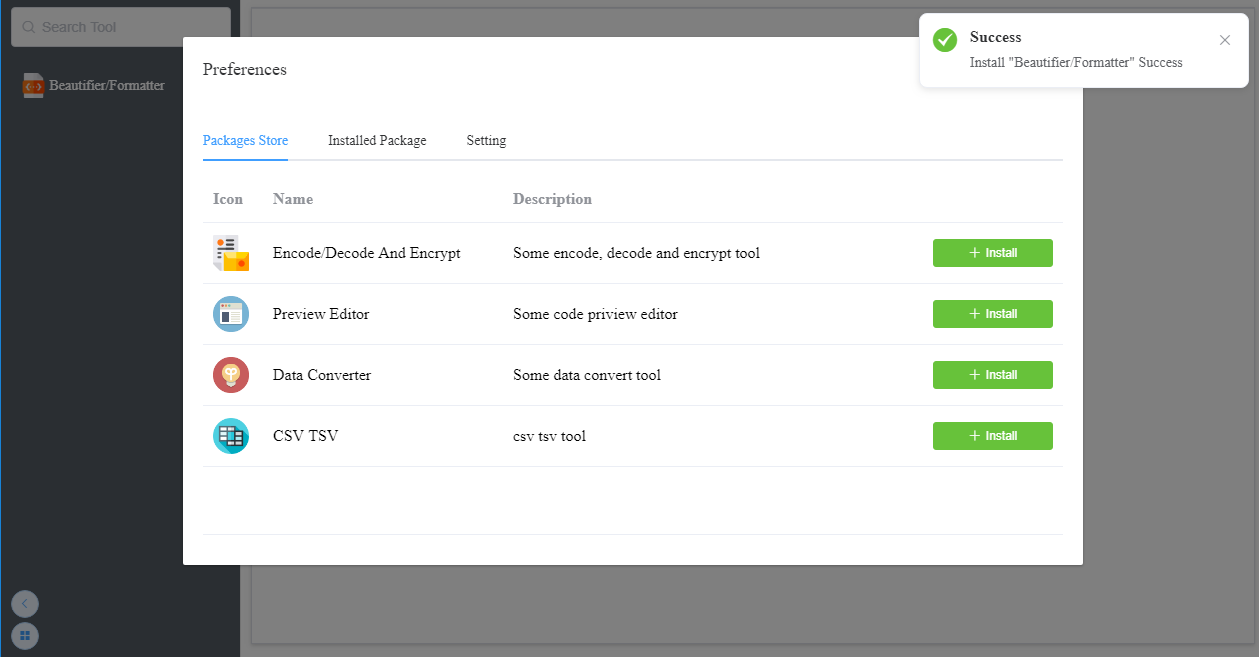 Search Tool
Beautifier/Formatter
Success
Install "Beautifier/Formatter" Success
Preferences
Packages Store
Installed Package
Setting
Icon
Name
Description
Encode/Decode And Encrypt
Some encode, decode and encrypt tool
+ Install
Preview Editor
Some code priview editor
+ Install
Data Converter
Some data convert tool
+ Install
CSV TSV
csv tsv tool
+ Install